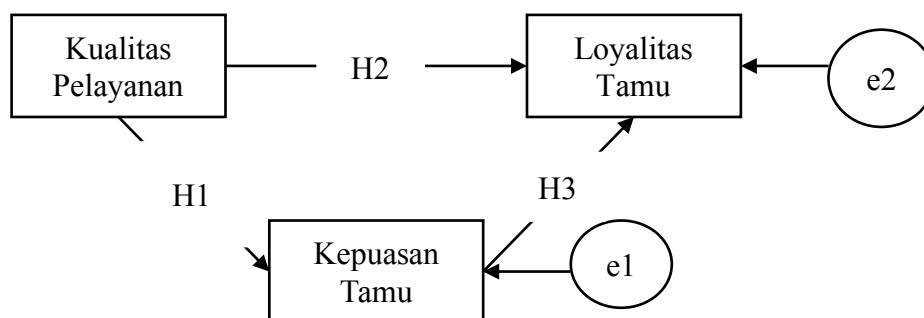 Kualitas
Pelayanan
H2
Loyalitas
Tamu
e2
H1
H3
Kepuasan
Tamu
e1